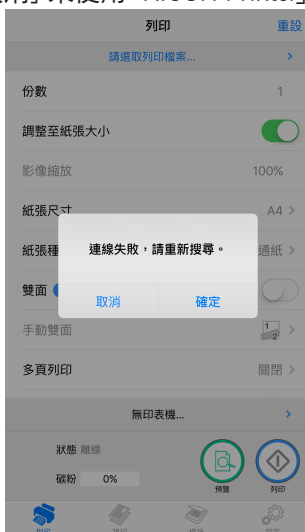 列印
重設
請選取列印檔案...
份數
1
調整至紙張大小
影像縮放
100%
紙張尺寸
A4
紙張種
通紙
連線失敗，請重新搜尋。
取消
確定
雙面
手動雙面
1
2
多頁列印
關閉
無印表機...
狀態 離線
碳粉 0%
預覽
列印
列印